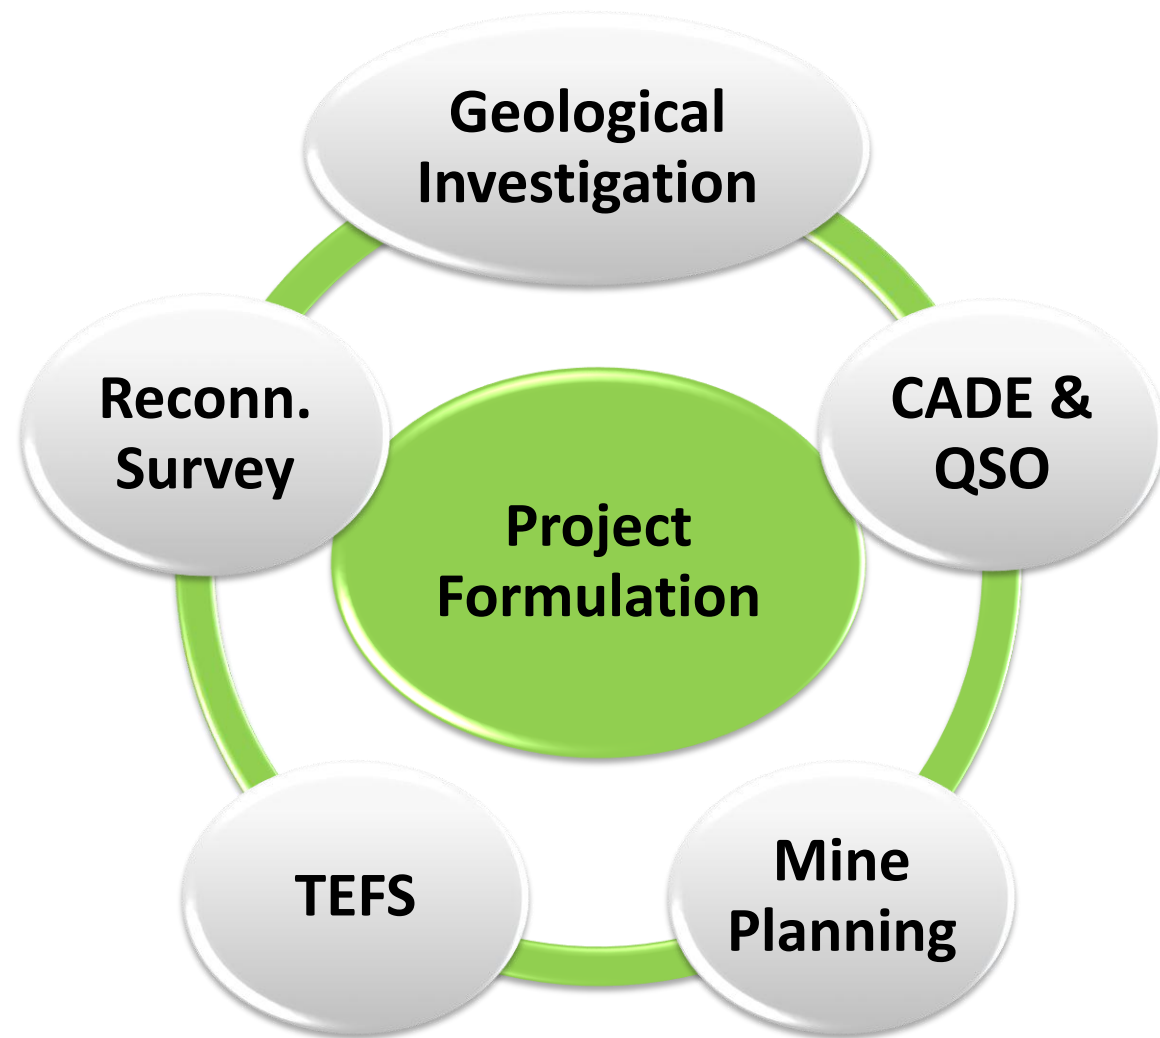 Geological
Investigation
Reconn.
Survey
CADE &
QSO
Project
Formulation
TEFS
Mine
Planning